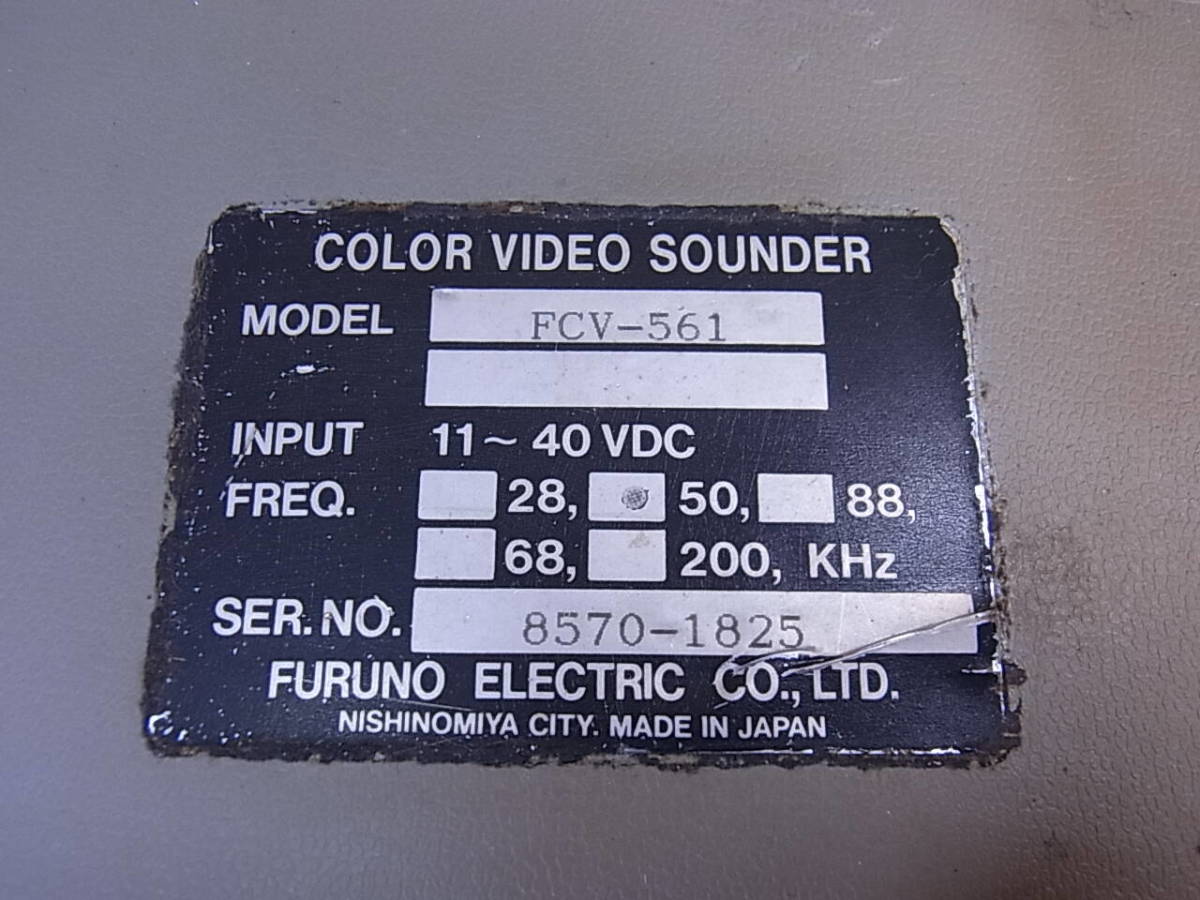 COLOR VIDEO SOUNDER
MODEL FCV-561
INPUT 11~40 VDC
FREQ. 28, 50, 88,
68, 200, KHz
SER. NO. 8570-1825
FURUNO ELECTRIC CO., LTD.
NISHINOMIYA CITY. MADE IN JAPAN